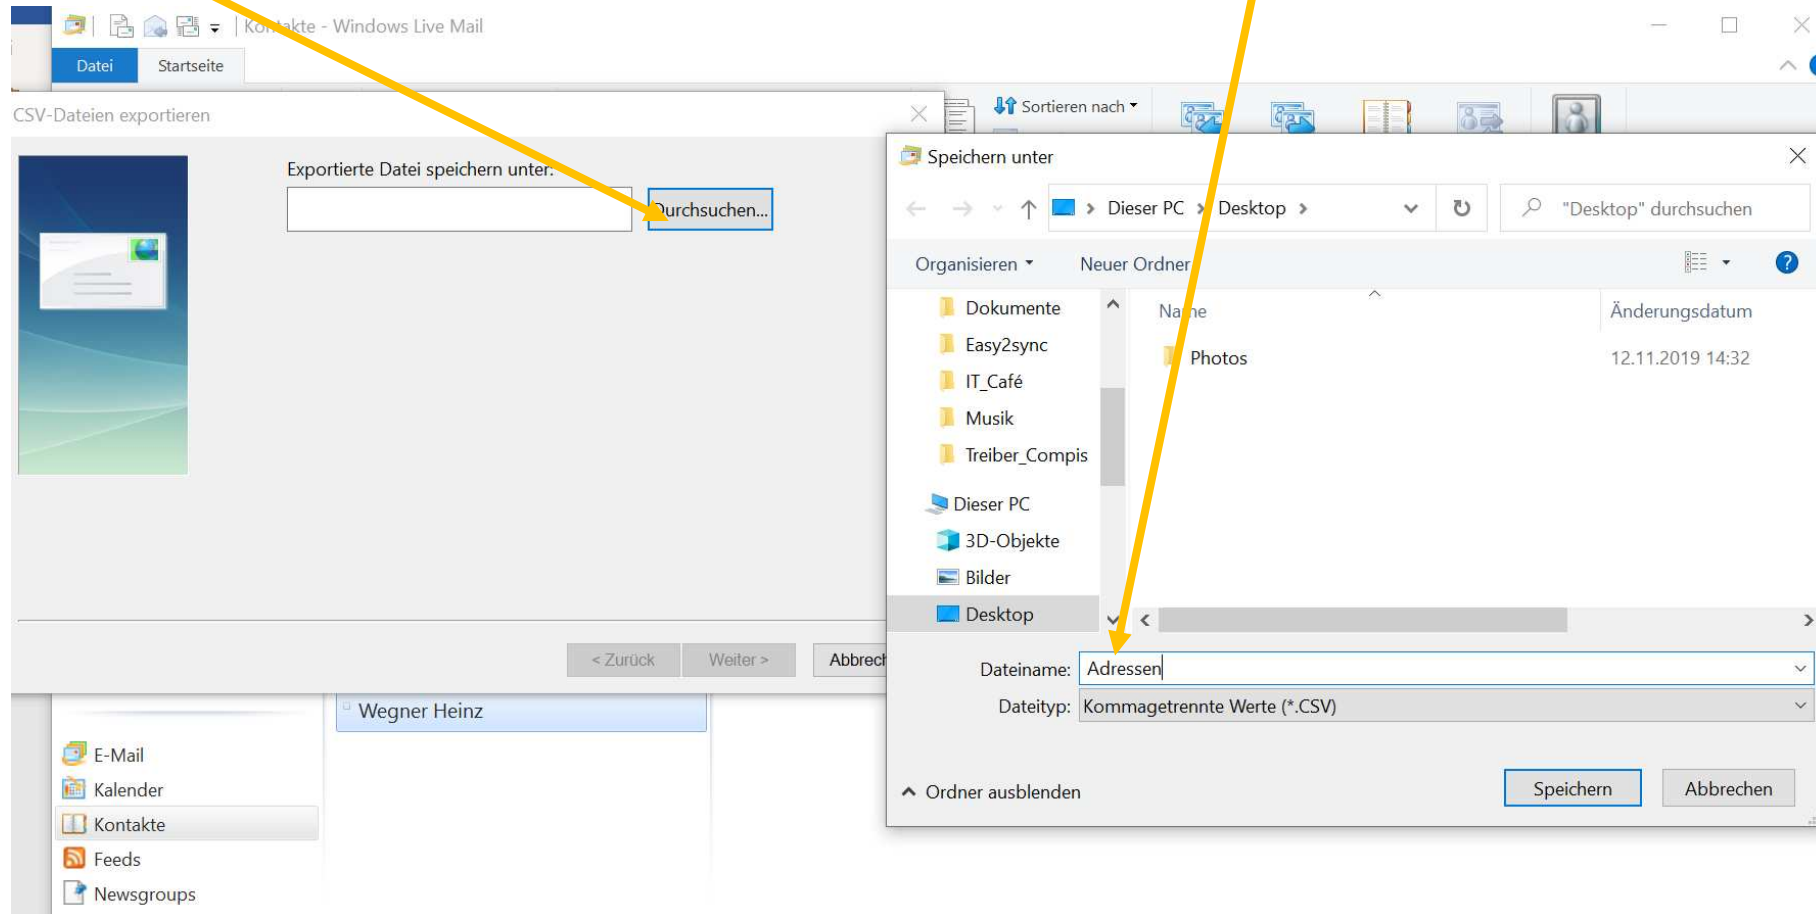 Kontakte - Windows Live Mail
Datei Startseite
CSV-Dateien exportieren
Sortieren nach
Exportierte Datei speichern unter:
Durchsuchen...
< Zurück Weiter >
Speichern unter
Dieser PC > Desktop >
"Desktop" durchsuchen
Organisieren Neuer Ordner
Name Änderungsdatum
Photos 12.11.2019 14:32
Dokumente
Easy2sync
IT_Café
Musik
Treiber_Compis
Dieser PC
3D-Objekte
Bilder
Desktop
Dateiname: Adressen
Dateityp: Kommagetrennte Werte (*.CSV)
Ordner ausblenden
Speichern Abbrechen
Wegner Heinz
E-Mail
Kalender
Kontakte
Feeds
Newsgroups